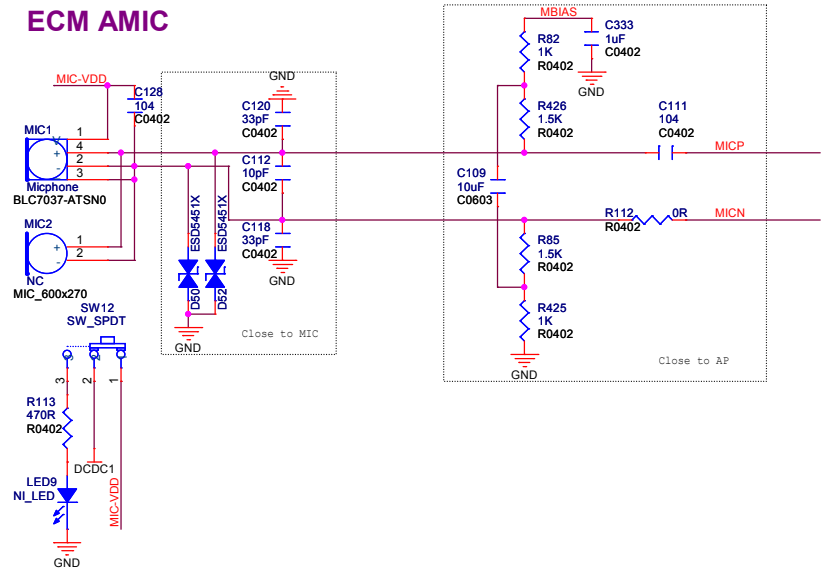 ECM AMIC
MBIAS
C333
1uF
C0402
GND
R82
1K
R0402
R426
1.5K
R0402
C111
104
C0402
MICP
C109
10uF
C0603
R112
0R
R0402
MICN
R85
1.5K
R0402
R425
1K
R0402
GND
Close to AP
MIC-VDD
C128
104
C0402
GND
C120
33pF
C0402
C112
10pF
C0402
C118
33pF
C0402
GND
ESD5451X
ESD5451X
D50
D52
GND
Close to MIC
MIC1
1
4
2
3
+
-
Micphone
BLC7037-ATSN0
MIC2
1
2
+
-
NC
MIC_600x270
SW12
SW_SPDT
3
2
1
R113
470R
R0402
DCDC1
MIC-VDD
LED9
NI_LED
GND